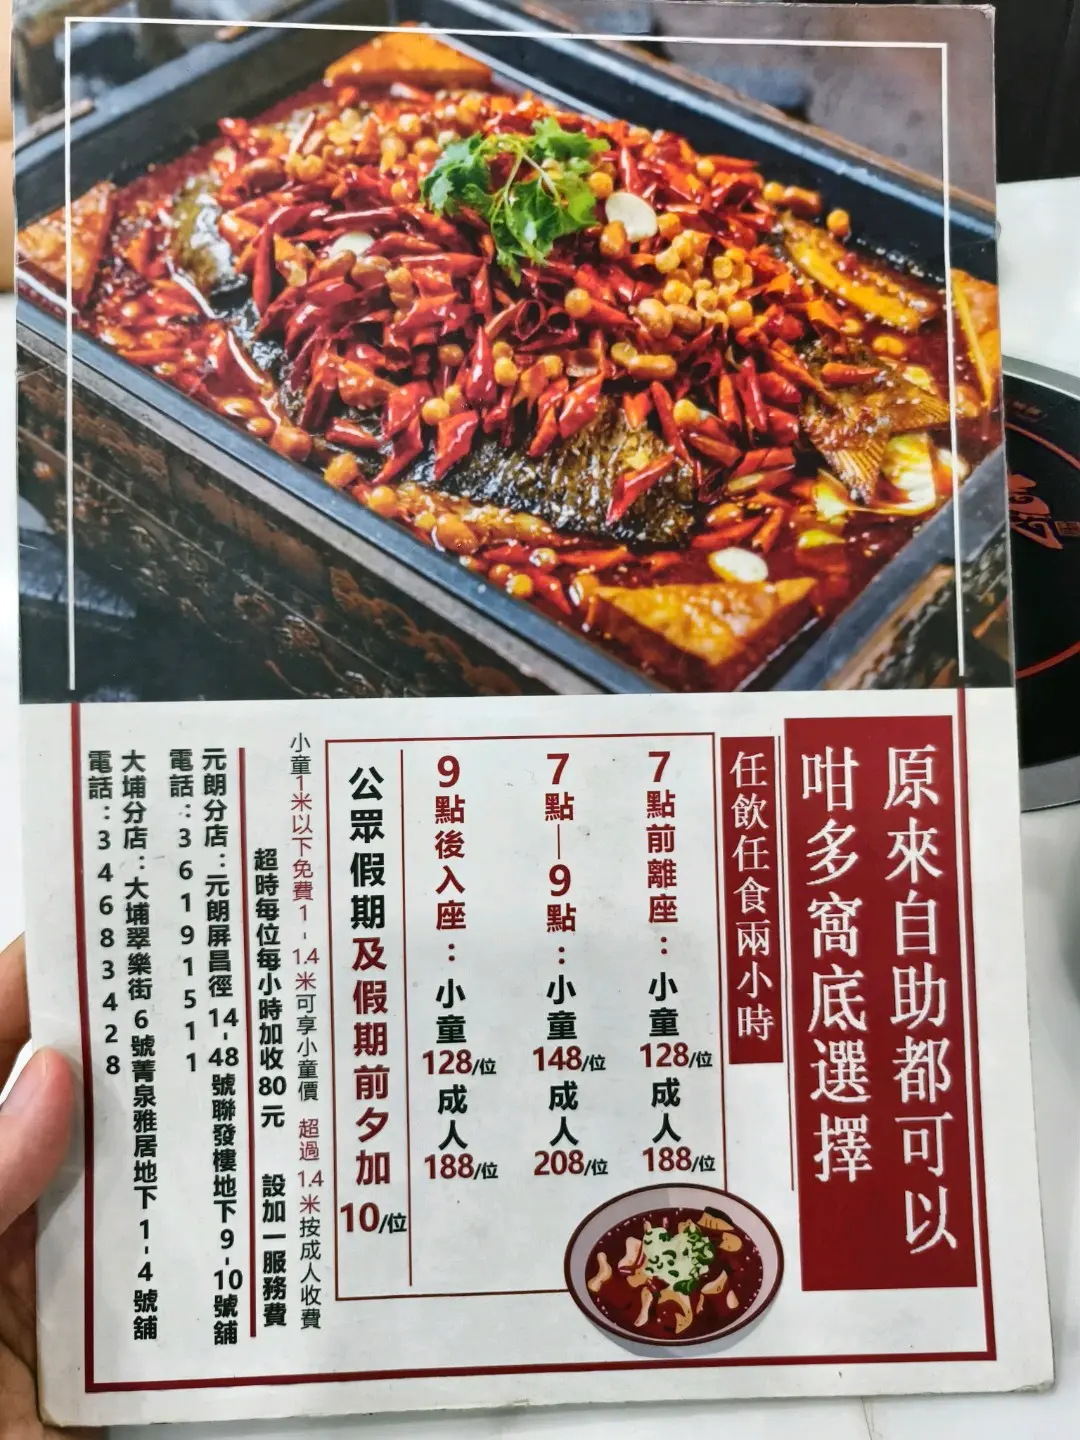 原來自助都可以
咁多窩底選擇
任飲任食兩小時
7點前離座：小童128/位 成人188/位
7點—9點：小童148/位 成人208/位
9點後入座：小童128/位 成人188/位
公眾假期及假期前夕加10/位
小童1米以下免費1-1.4米可享小童價 超過1.4米按成人收費
超時每位每小時加收80元 設加一服務費
元朗分店：元朗屏昌徑14-48號聯發樓地下9-10號舖
電話：36191511
大埔分店：大埔翠樂街6號菁泉雅居地下1-4號舖
電話：34683428